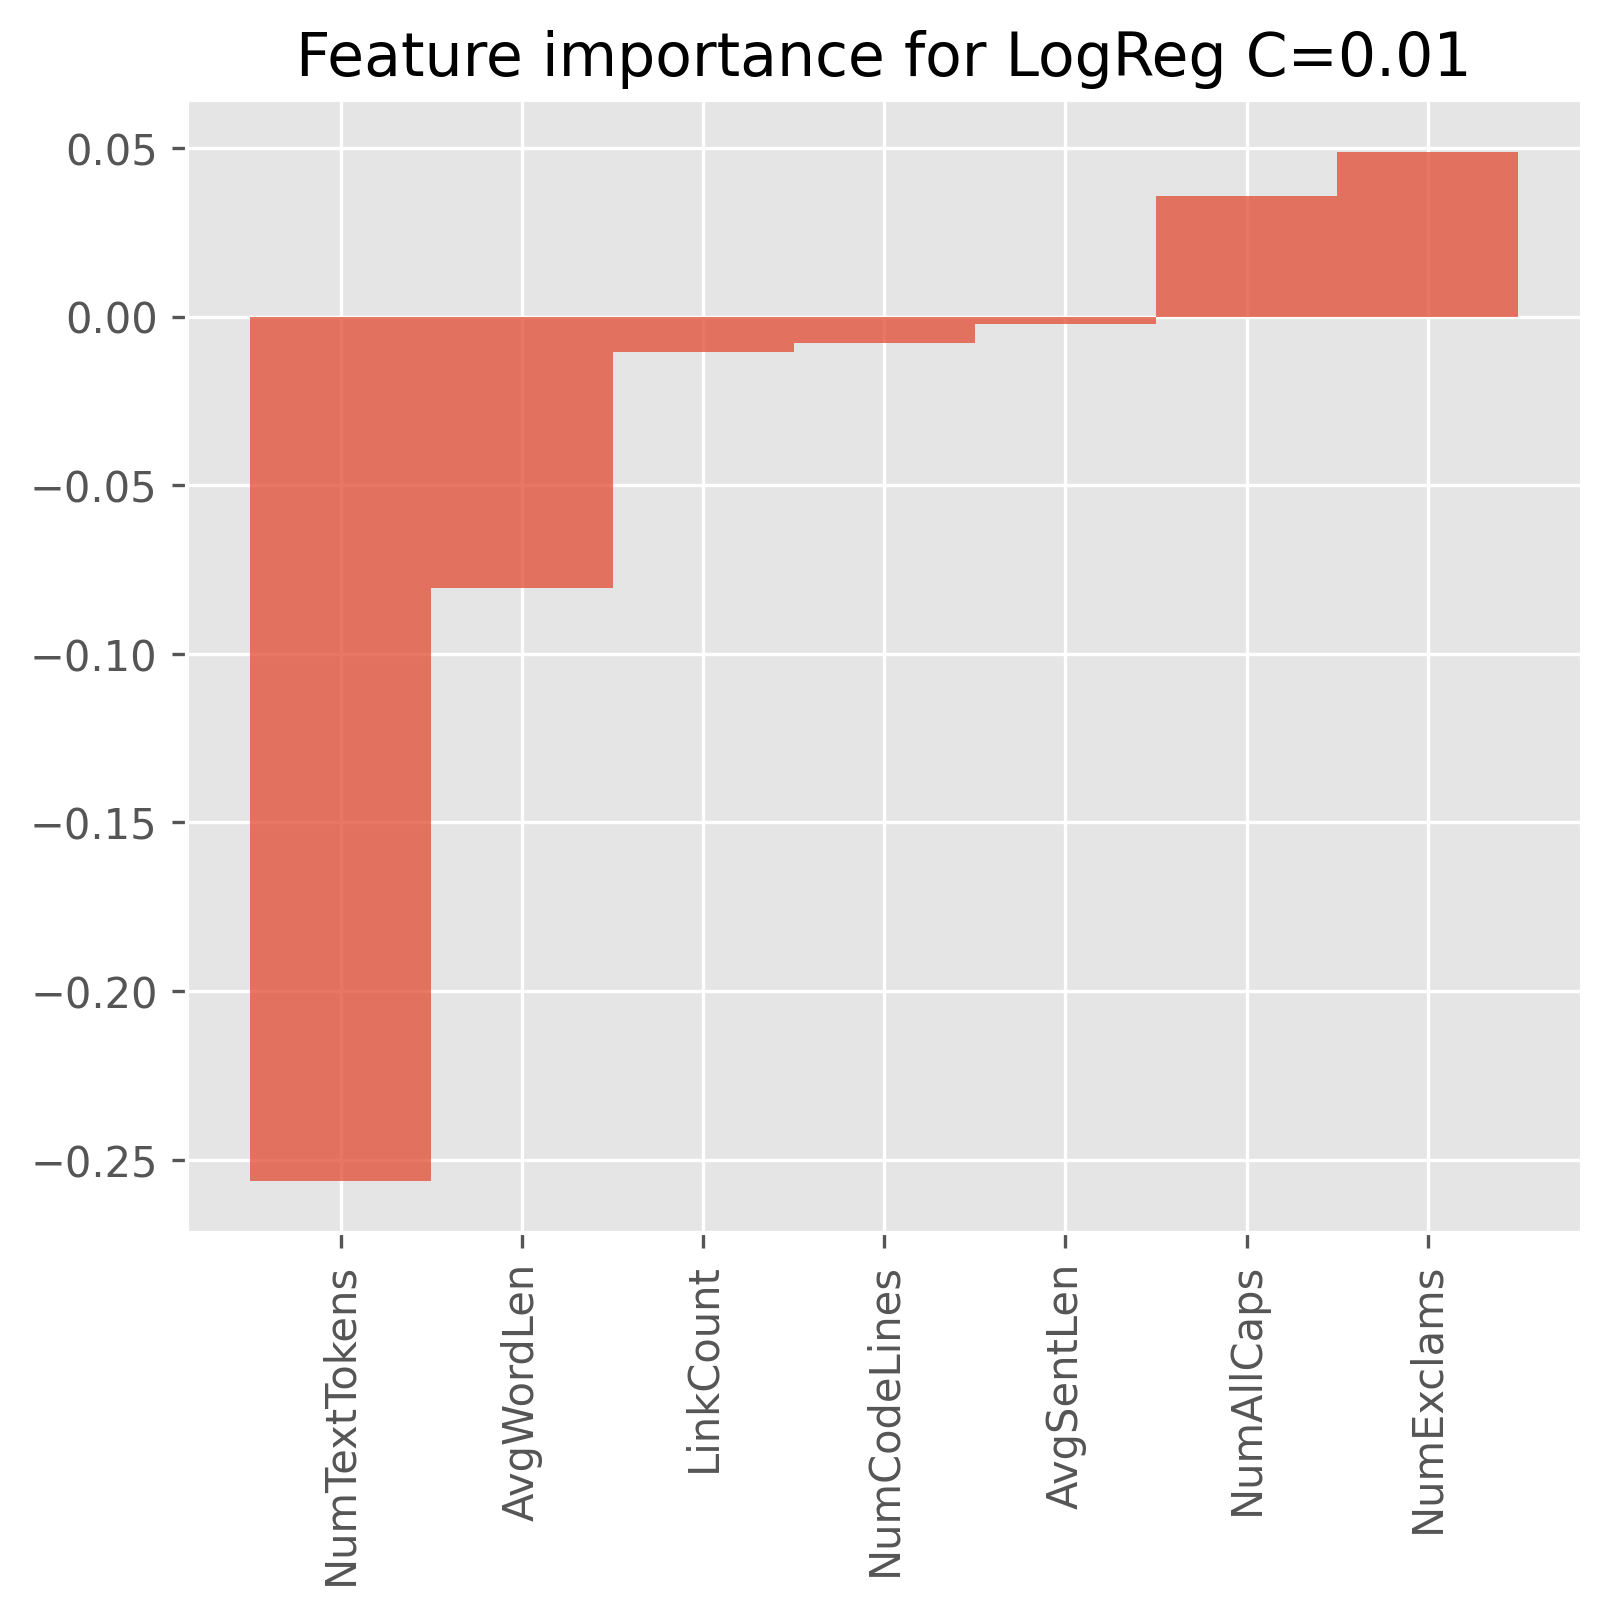 Feature importance for LogReg C=0.01
0.05
0.00
−0.05
−0.10
−0.15
−0.20
−0.25
NumTextTokens
AvgWordLen
LinkCount
NumCodeLines
AvgSentLen
NumAllCaps
NumExclams